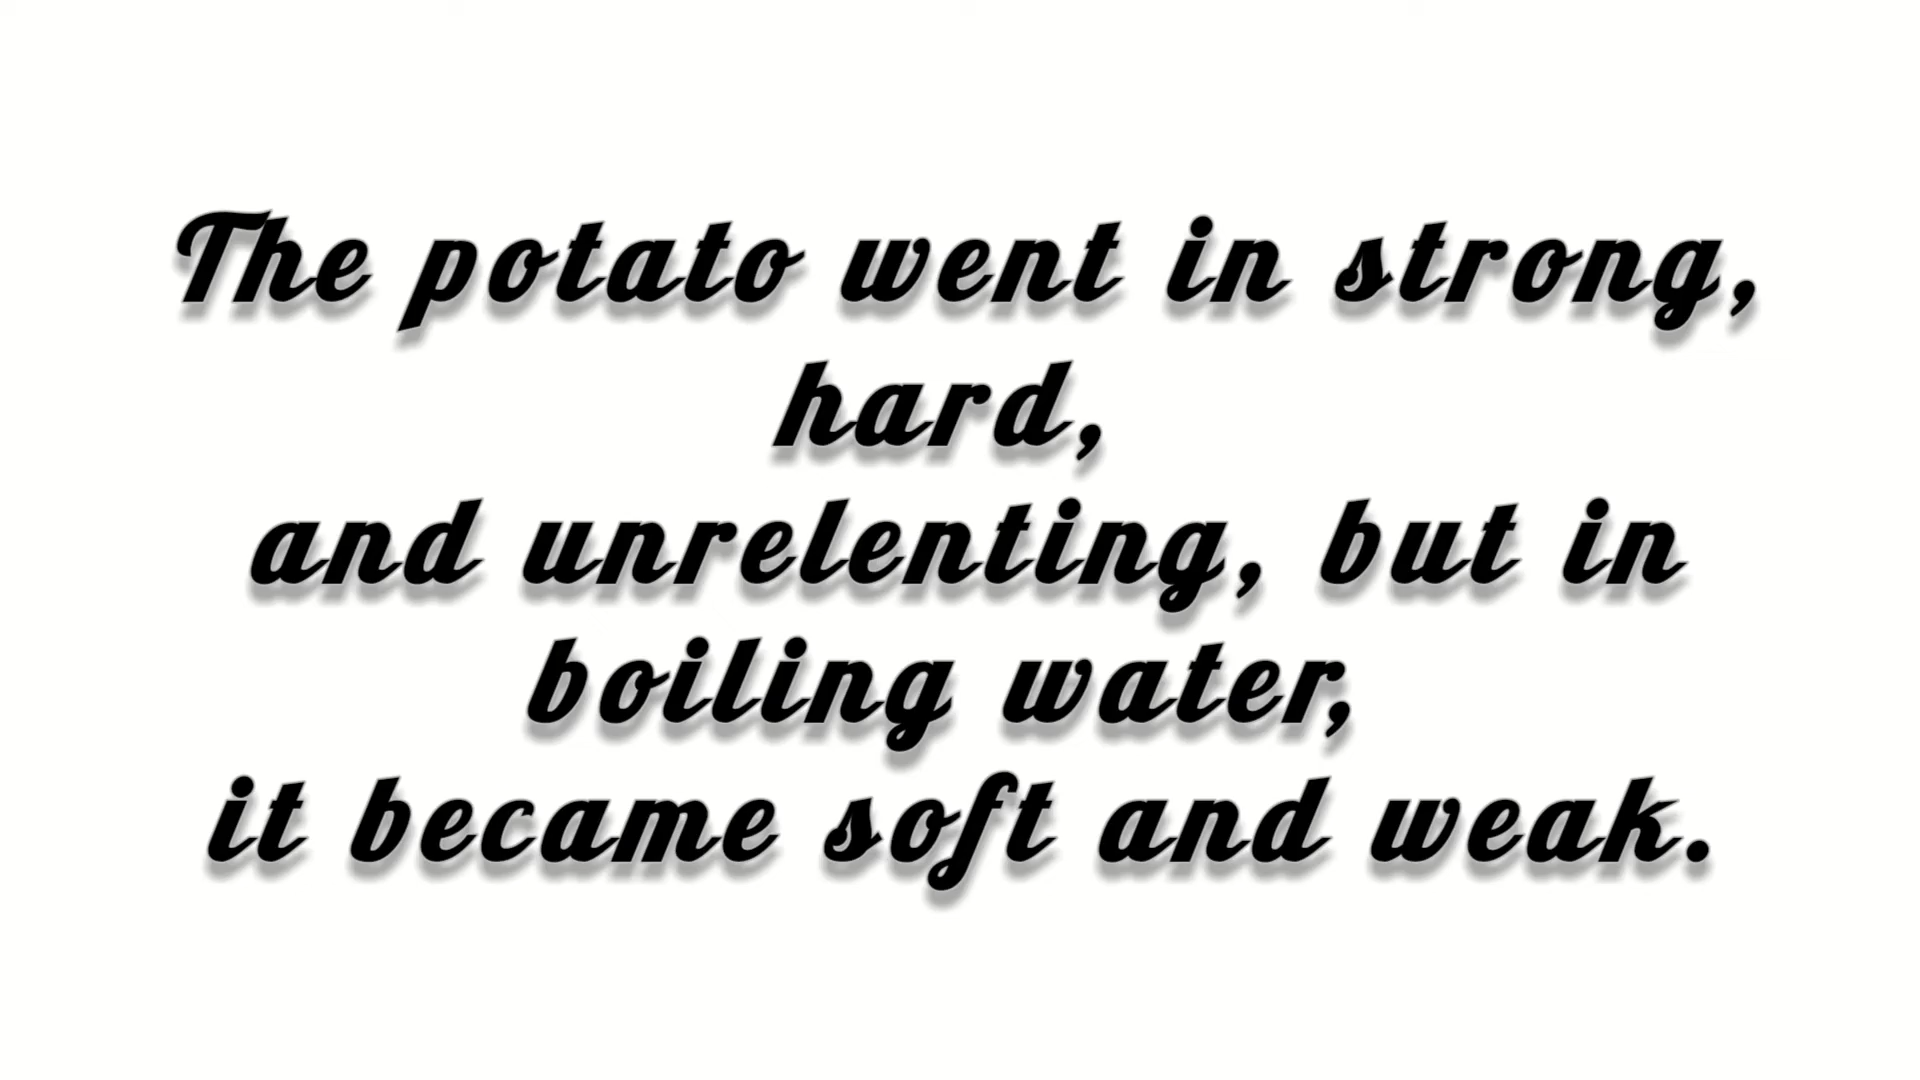 The potato went in strong,
hard,
and unrelenting, but in
boiling water,
it became soft and weak.